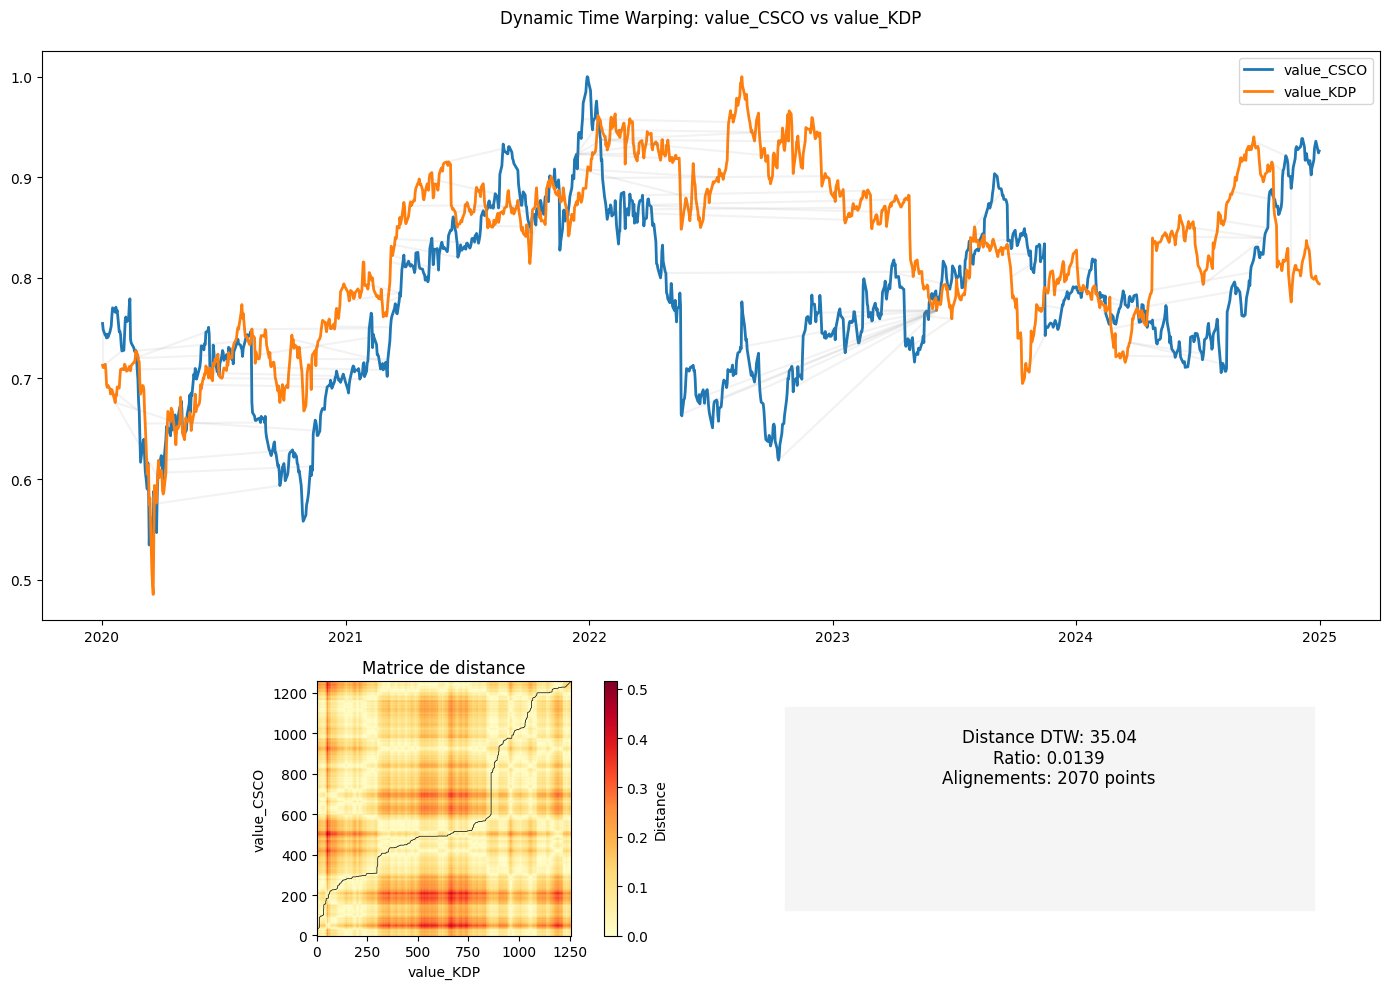 Dynamic Time Warping: value_CSCO vs value_KDP
value_CSCO
value_KDP
1.0
0.9
0.8
0.7
0.6
0.5
2020 2021 2022 2023 2024 2025
Matrice de distance
value_CSCO
1200
1000
800
600
400
200
0
0 250 500 750 1000 1250
value_KDP
0.5
0.4
0.3
0.2
0.1
0.0
Distance
Distance DTW: 35.04
Ratio: 0.0139
Alignements: 2070 points